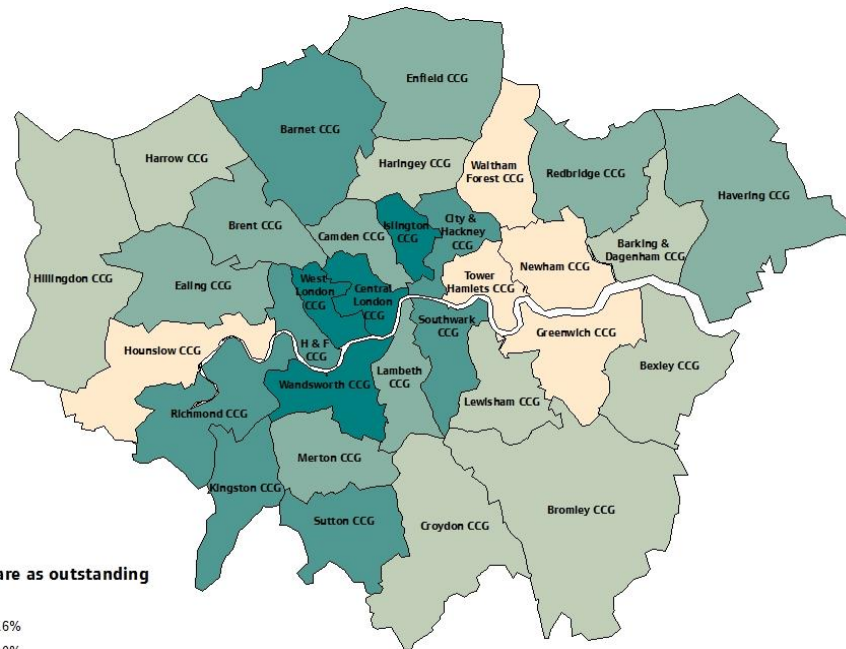 Enfield CCG
Barnet CCG
Harrow CCG
Haringey CCG
Waltham
Forest CCG
Redbridge CCG
Havering CCG
Brent CCG
Camden CCG
Islington
CCG
City &
Hackney
CCG
Barking &
Dagenham CCG
Hillingdon CCG
Ealing CCG
West
London
CCG
Central
London
CCG
Tower
Hamlets CCG
Newham CCG
Hounslow CCG
H & F
CCG
Southwark
CCG
Greenwich CCG
Bexley CCG
Wandsworth CCG
Lambeth
CCG
Lewisham CCG
Richmond CCG
Merton CCG
Kingston CCG
Sutton CCG
Croydon CCG
Bromley CCG
as outstanding